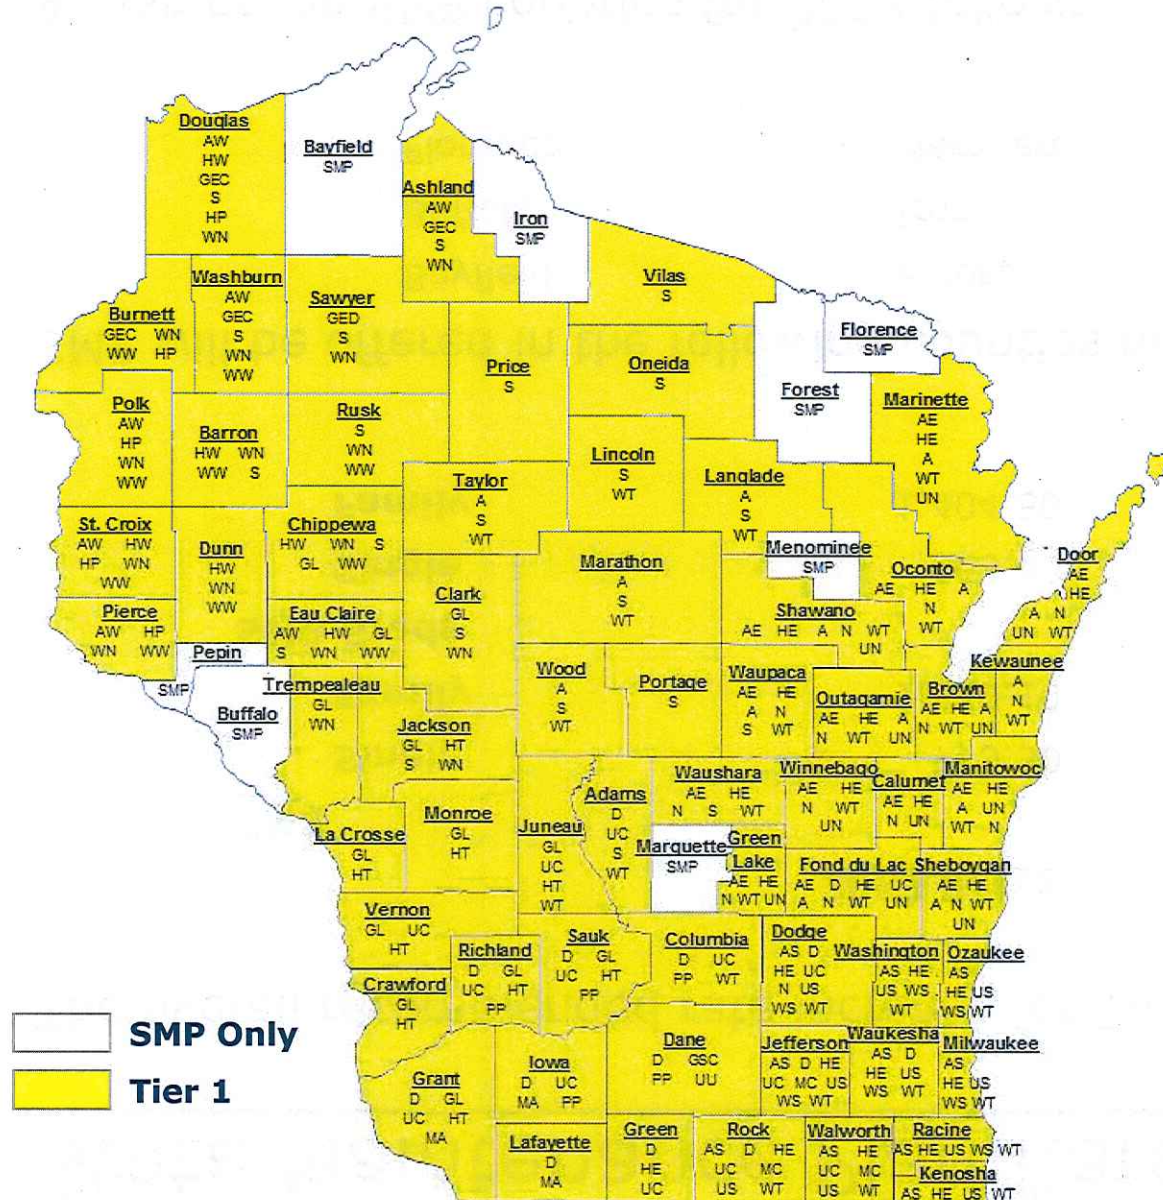 Douglas
AW
HW
GEC
S
HP
WN
Bayfield
SMP
Ashland
AW
GEC
S
WN
Iron
SMP
Vilas
S
Florence
SMP
Washburn
AW
GEC
S
WN
WW
Burnett
GEC WN
WW HP
Sawyer
GED
S
WN
Price
S
Oneida
S
Forest
SMP
Marinette
AE
HE
A
WT
UN
Polk
AW
HP
WN
WW
Barron
HW WN
WW S
Rusk
S
WN
WW
Lincoln
S
WT
Langlade
A
S
WT
Taylor
A
S
WT
St. Croix
AW HW
HP WN
WW
Dunn
HW
WN
WW
Chippewa
HW WN S
GL WW
Marathon
A
S
WT
Menominee
SMP
Oconto
AE HE A
N
WT
Door
AE
HE
A N
UN WT
Clark
GL
S
WN
Shawano
AE HE A N WT
UN
Pierce
AW HP
WN WW
Eau Claire
AW HW GL
S WN WW
Pepin
SMP
Buffalo
SMP
Trempealeau
GL
WN
Jackson
GL HT
S WN
Wood
A
S
WT
Portage
S
Waupaca
AE HE
A N
S WT
Outagamie
AE HE A
N WT UN
Brown
AE HE A
N WT UN
Kewaunee
A
N
WT
Waushara
AE HE
N S WT
Winnebago
AE HE
N WT
UN
Calumet
AE HE
N UN
Manitowoc
AE HE
A UN
WT N
Adams
D
UC
S
WT
Juneau
GL
UC
HT
WT
Monroe
GL
HT
La Crosse
GL
HT
Marquette
SMP
Green
Lake
AE HE
N WT UN
Fond du Lac
AE D HE UC
A N WT UN
Sheboygan
AE HE
A N WT
UN
Vernon
GL UC
HT
Richland
D GL
UC HT
PP
Sauk
D GL
UC HT
PP
Columbia
D UC
PP WT
Dodge
AS D
HE UC
N US
WS WT
Washington
AS HE
US WS
WT
Ozaukee
AS
HE US
WS WT
Crawford
GL
HT
SMP Only
Tier 1
Grant
D GL
UC HT
MA
Iowa
D UC
MA PP
Dane
D GSC
PP UU
Jefferson
AS D HE
UC MC US
WS WT
Waukesha
AS D
HE US
WS WT
Milwaukee
AS
HE US
WS WT
Lafayette
D
MA
Green
D
HE
UC
Rock
AS D HE
UC MC
US WT
Walworth
AS HE
UC MC
US WT
Racine
AS HE US WS WT
Kenosha
AS HE US WT